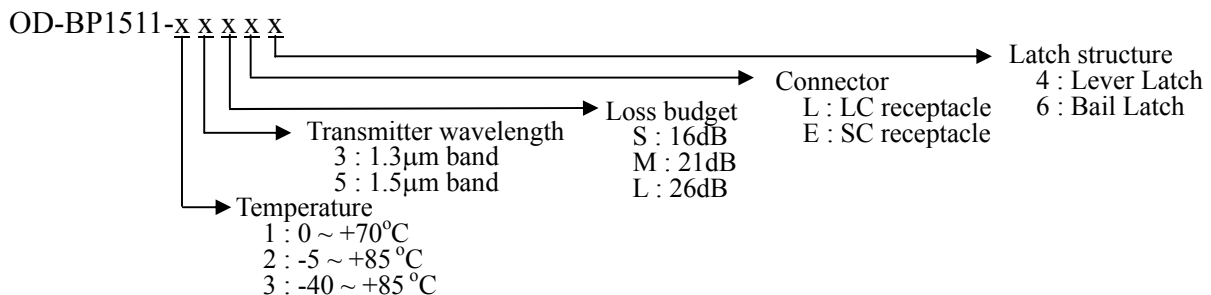 OD-BP1511-x x x x x
Latch structure
4 : Lever Latch
6 : Bail Latch
Connector
L : LC receptacle
E : SC receptacle
Loss budget
S : 16dB
M : 21dB
L : 26dB
Transmitter wavelength
3 : 1.3μm band
5 : 1.5μm band
Temperature
1 : 0 ~ +70°C
2 : -5 ~ +85°C
3 : -40 ~ +85°C